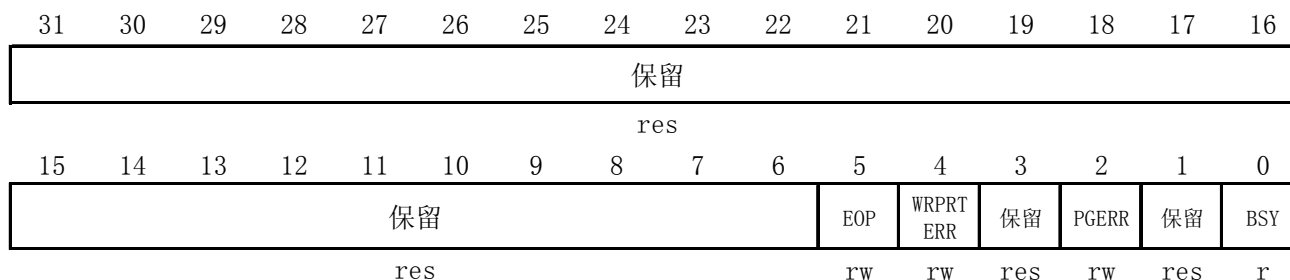 31 30 29 28 27 26 25 24 23 22 21 20 19 18 17 16
保留
res
15 14 13 12 11 10 9 8 7 6 5 4 3 2 1 0
保留 EOP WRPRT ERR 保留 PGERR 保留 BSY
res rw rw res rw res r